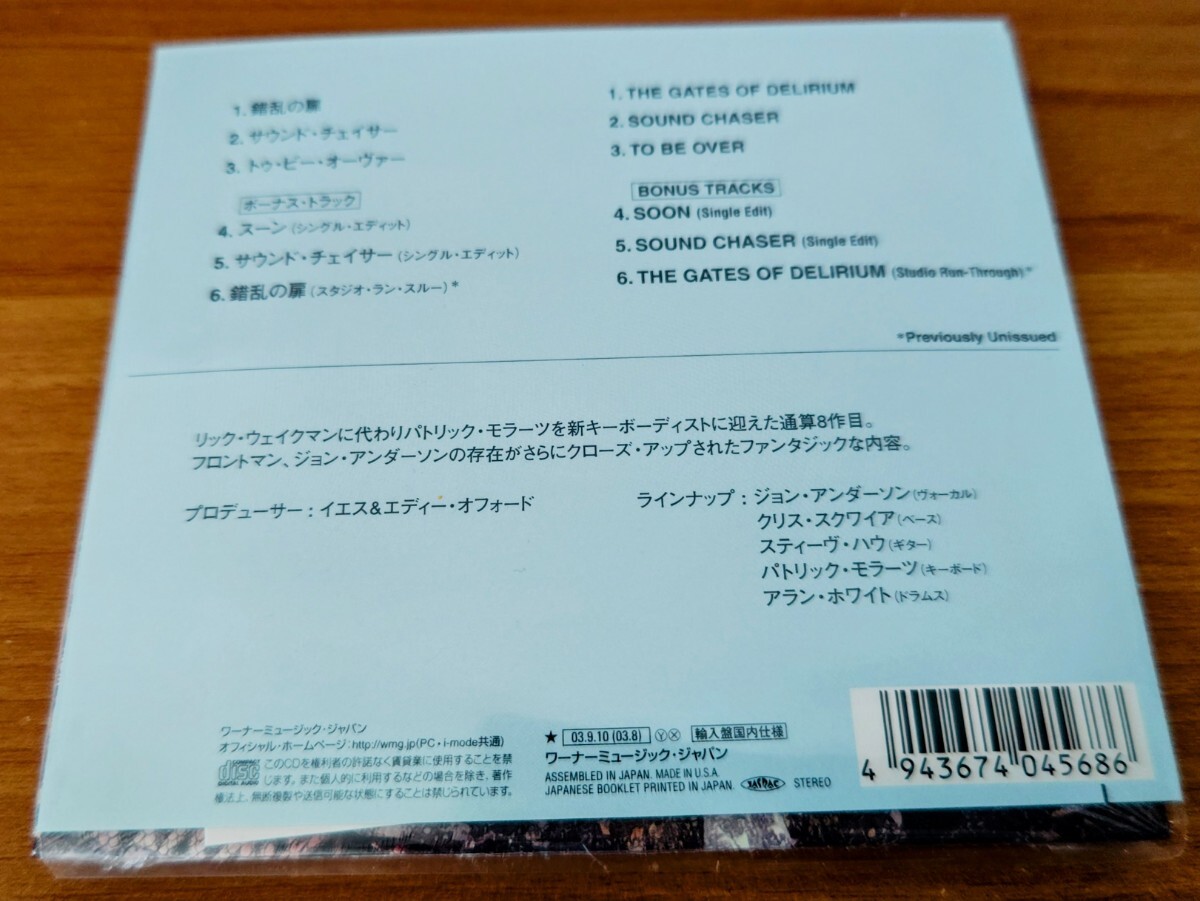 1. 錯乱の扉
2. サウンド・チェイサー
3. トゥ・ビー・オーヴァー
ボーナス・トラック
4. スーン (シングル・エディット)
5. サウンド・チェイサー (シングル・エディット)
6. 錯乱の扉 (スタジオ・ラン・スルー) *
1. THE GATES OF DELIRIUM
2. SOUND CHASER
3. TO BE OVER
BONUS TRACKS
4. SOON (Single Edit)
5. SOUND CHASER (Single Edit)
6. THE GATES OF DELIRIUM (Studio Run-Through)*
*Previously Unissued
リック・ウェイクマンに代わりパトリック・モラーツを新キーボーディストに迎えた通算8作目。
フロントマン、ジョン・アンダーソンの存在がさらにクローズ・アップされたファンタジックな内容。
プロデューサー : イエス&エディー・オフォード
ラインナップ : ジョン・アンダーソン(ヴォーカル)
クリス・スクワイア(ベース)
スティーヴ・ハウ(ギター)
パトリック・モラーツ(キーボード)
アラン・ホワイト(ドラムス)
ワーナーミュージック・ジャパン
オフィシャル・ホームページ:http://wmg.jp(PC・i-mode共通)
このCDを権利者の許諾なく賃貸業に使用することを禁
じます。また個人的に利用するなどの場合を除き、著作
権法上、無断複製や送信可能な状態にすることは禁じられています。
★ 03.9.10 (03.8) Ⓨ Ⓧ 輸入盤国内仕様
ワーナーミュージック・ジャパン
ASSEMBLED IN JAPAN. MADE IN U.S.A.
JAPANESE BOOKLET PRINTED IN JAPAN. JASRAC STEREO
4 943674 045686